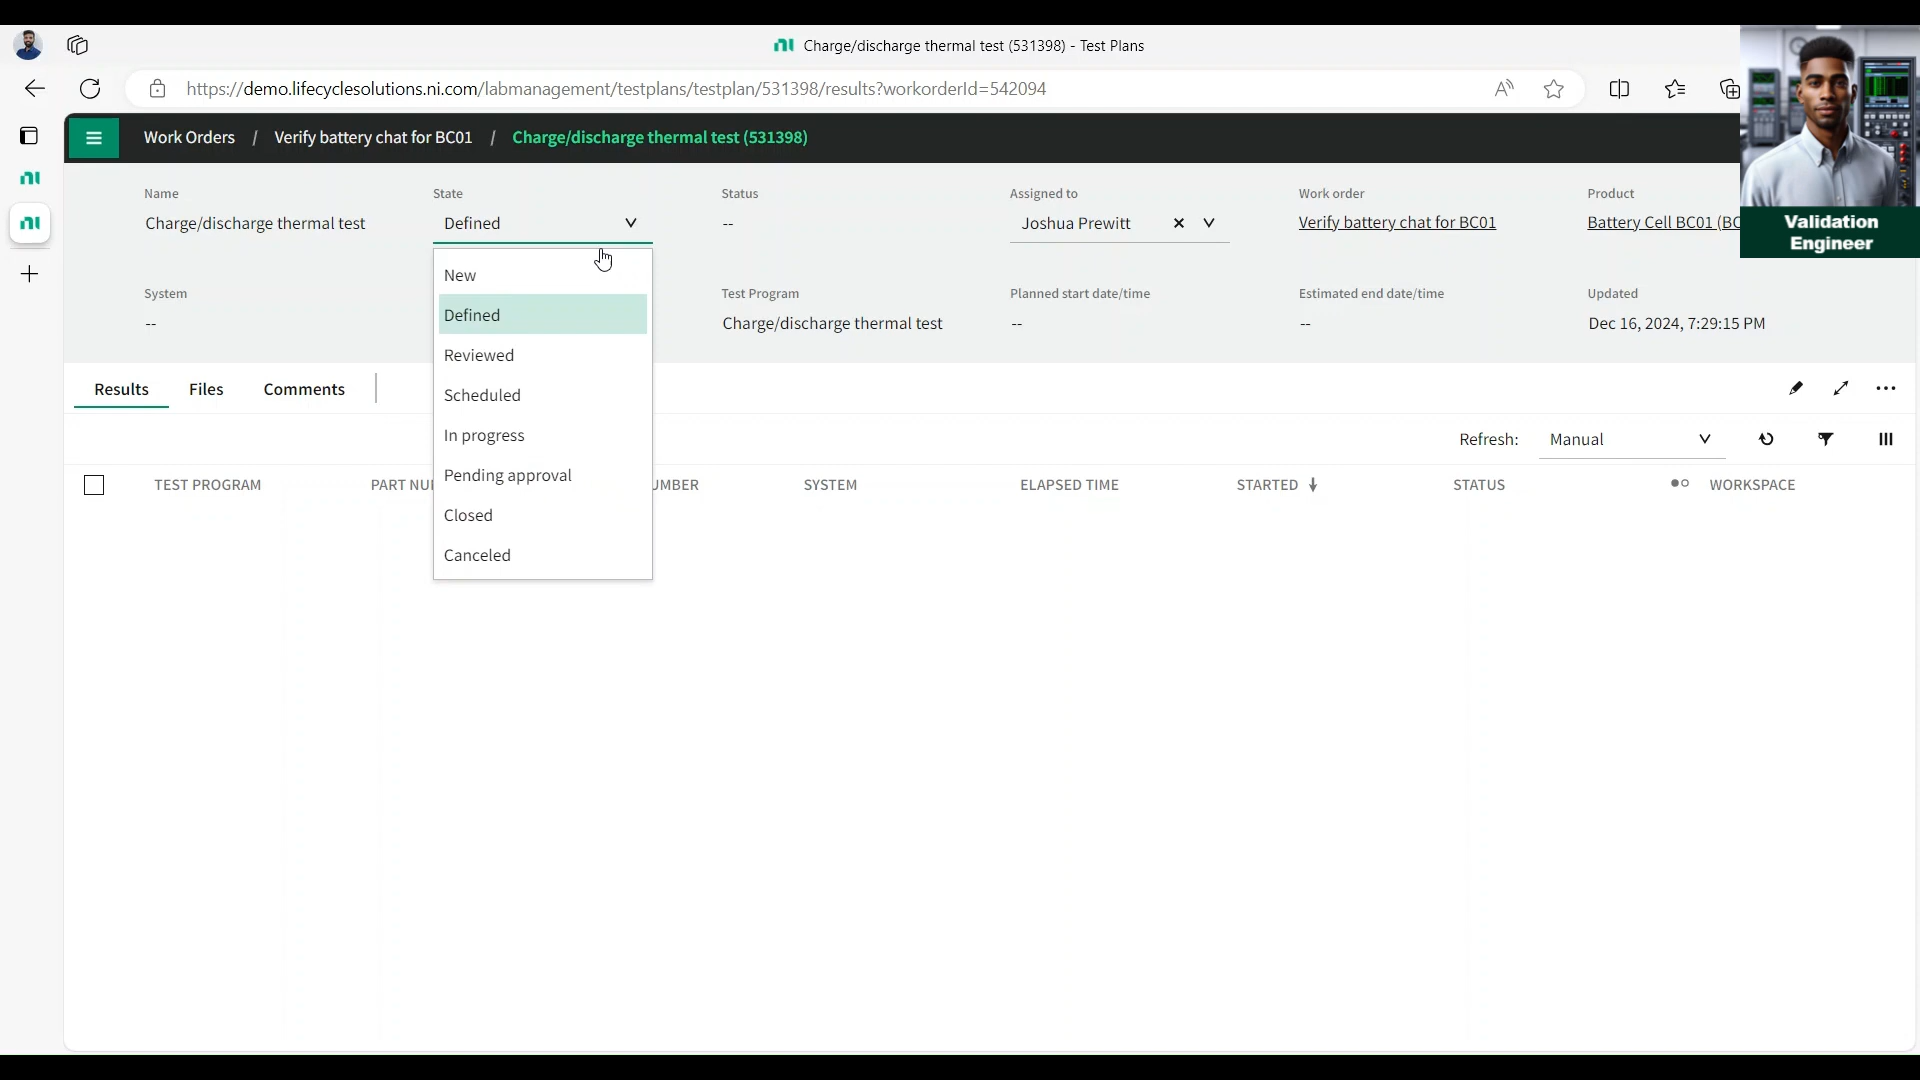 Charge/discharge thermal test (531398) - Test Plans
https://demo.lifecyclesolutions.ni.com/labmanagement/testplans/testplan/531398/results?workorderId=542094
Work Orders / Verify battery chat for BC01 / Charge/discharge thermal test (531398)
Validation
Engineer
Name State Status Assigned to Work order Product
Charge/discharge thermal test Defined -- Joshua Prewitt Verify battery chat for BC01 Battery Cell BC01 (BC
System Test Program Planned start date/time Estimated end date/time Updated
-- Charge/discharge thermal test -- -- Dec 16, 2024, 7:29:15 PM
New
Defined
Reviewed
Scheduled
In progress
Pending approval
Closed
Canceled
Results Files Comments
Refresh: Manual
TEST PROGRAM PART NU UMBER SYSTEM ELAPSED TIME STARTED STATUS WORKSPACE